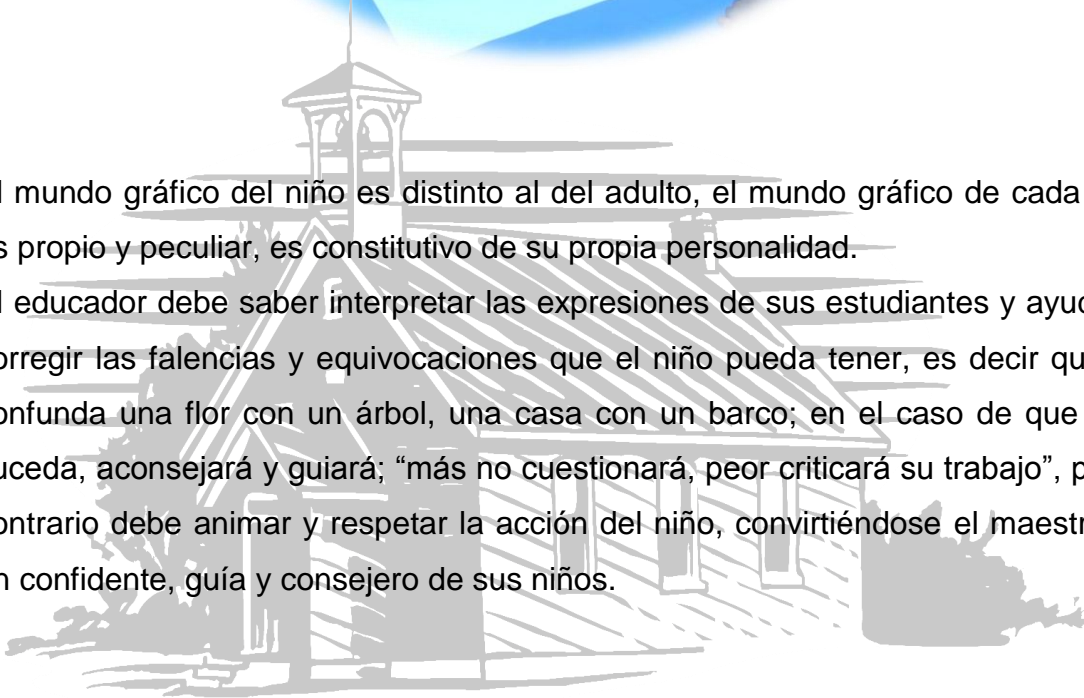 l mundo gráfico del niño es distinto al del adulto, el mundo gráfico de cada
s propio y peculiar, es constitutivo de su propia personalidad.
l educador debe saber interpretar las expresiones de sus estudiantes y ayud
orregir las falencias y equivocaciones que el niño pueda tener, es decir qu
onfunda una flor con un árbol, una casa con un barco; en el caso de que
uceda, aconsejará y guiará; “más no cuestionará, peor criticará su trabajo”, p
ontrario debe animar y respetar la acción del niño, convirtiéndose el maestr
n confidente, guía y consejero de sus niños.